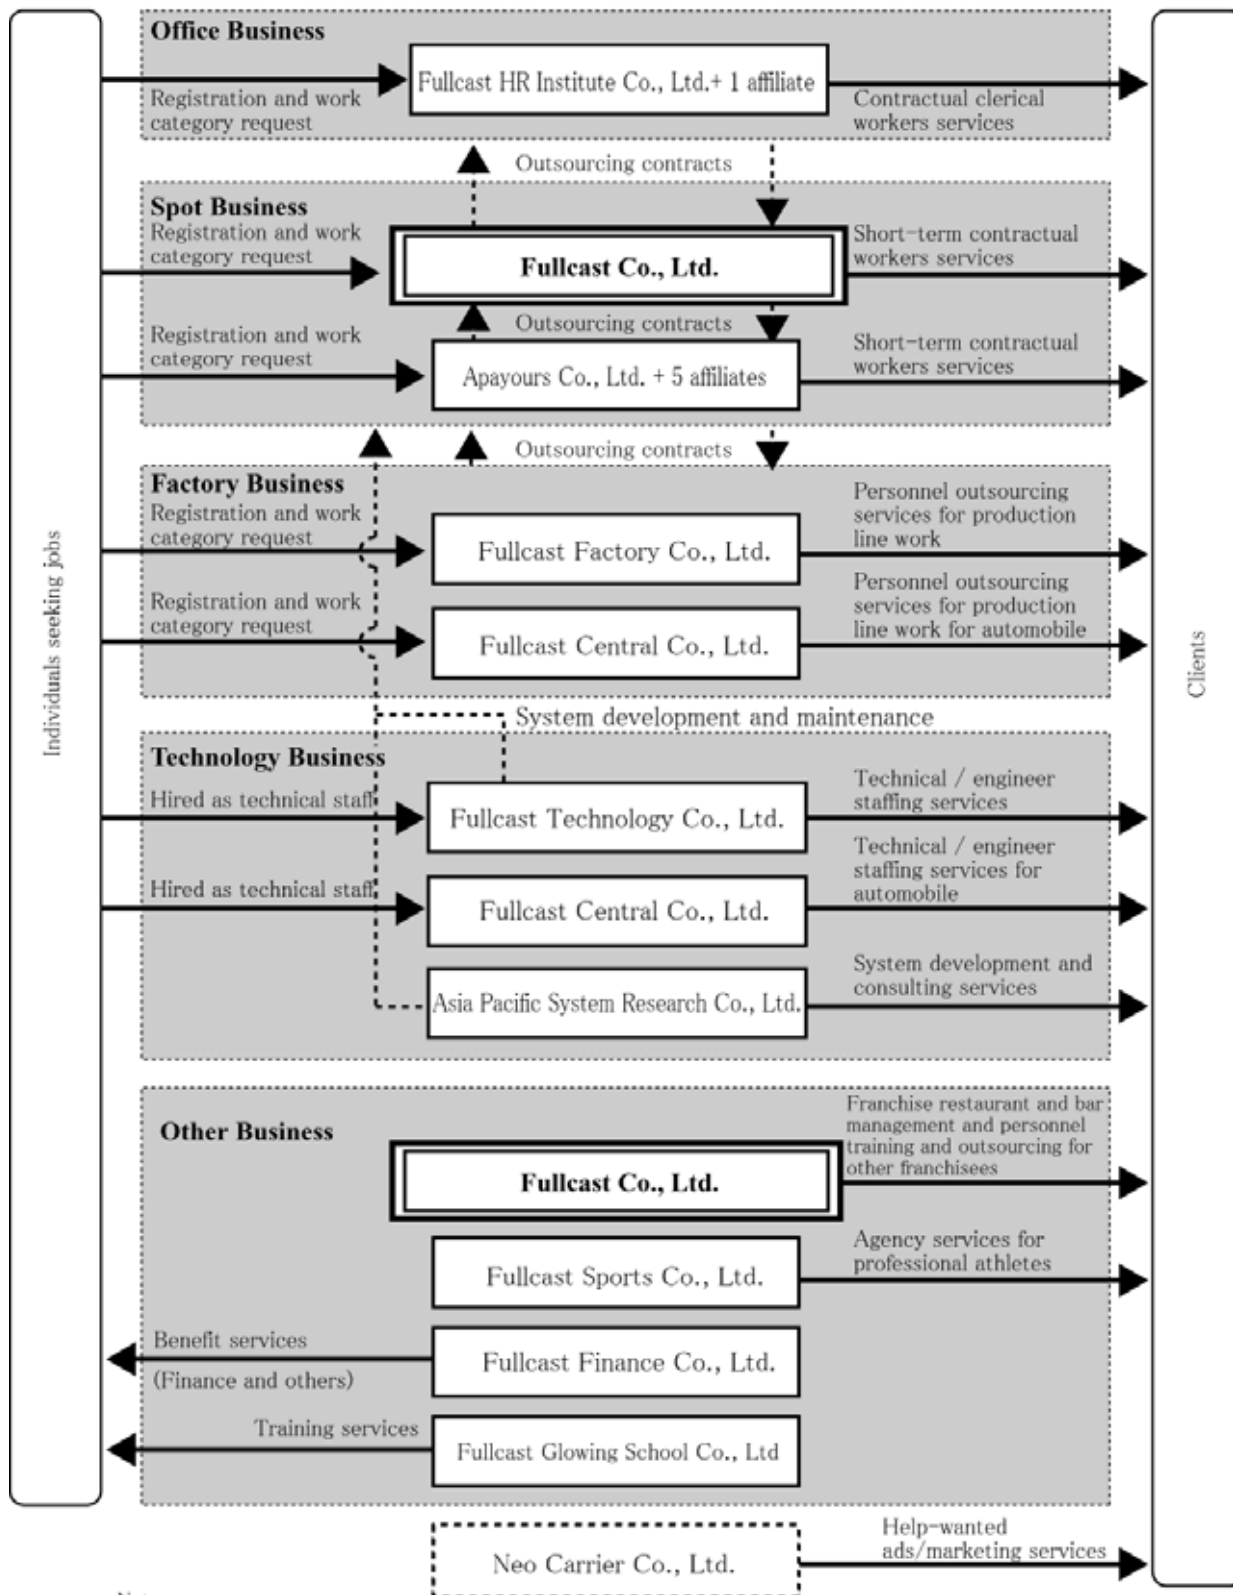 Office Business
Fullcast HR Institute Co., Ltd.+ 1 affiliate
Registration and work
category request
Contractual clerical
workers services
Outsourcing contracts
Spot Business
Registration and work
category request
Fullcast Co., Ltd.
Short-term contractual
workers services
Outsourcing contracts
Registration and work
category request
Apayours Co., Ltd. + 5 affiliates
Short-term contractual
workers services
Outsourcing contracts
Factory Business
Registration and work
category request
Fullcast Factory Co., Ltd.
Personnel outsourcing
services for production
line work
Registration and work
category request
Fullcast Central Co., Ltd.
Personnel outsourcing
services for production
line work for automobile
Individuals seeking jobs
Clients
System development and maintenance
Technology Business
Hired as technical staff
Fullcast Technology Co., Ltd.
Technical / engineer
staffing services
Hired as technical staff
Fullcast Central Co., Ltd.
Technical / engineer
staffing services for
automobile
Asia Pacific System Research Co., Ltd.
System development and
consulting services
Other Business
Fullcast Co., Ltd.
Franchise restaurant and bar
management and personnel
training and outsourcing for
other franchisees
Fullcast Sports Co., Ltd.
Agency services for
professional athletes
Benefit services
(Finance and others)
Fullcast Finance Co., Ltd.
Training services
Fullcast Glowing School Co., Ltd
Neo Carrier Co., Ltd.
Help-wanted
ads/marketing services